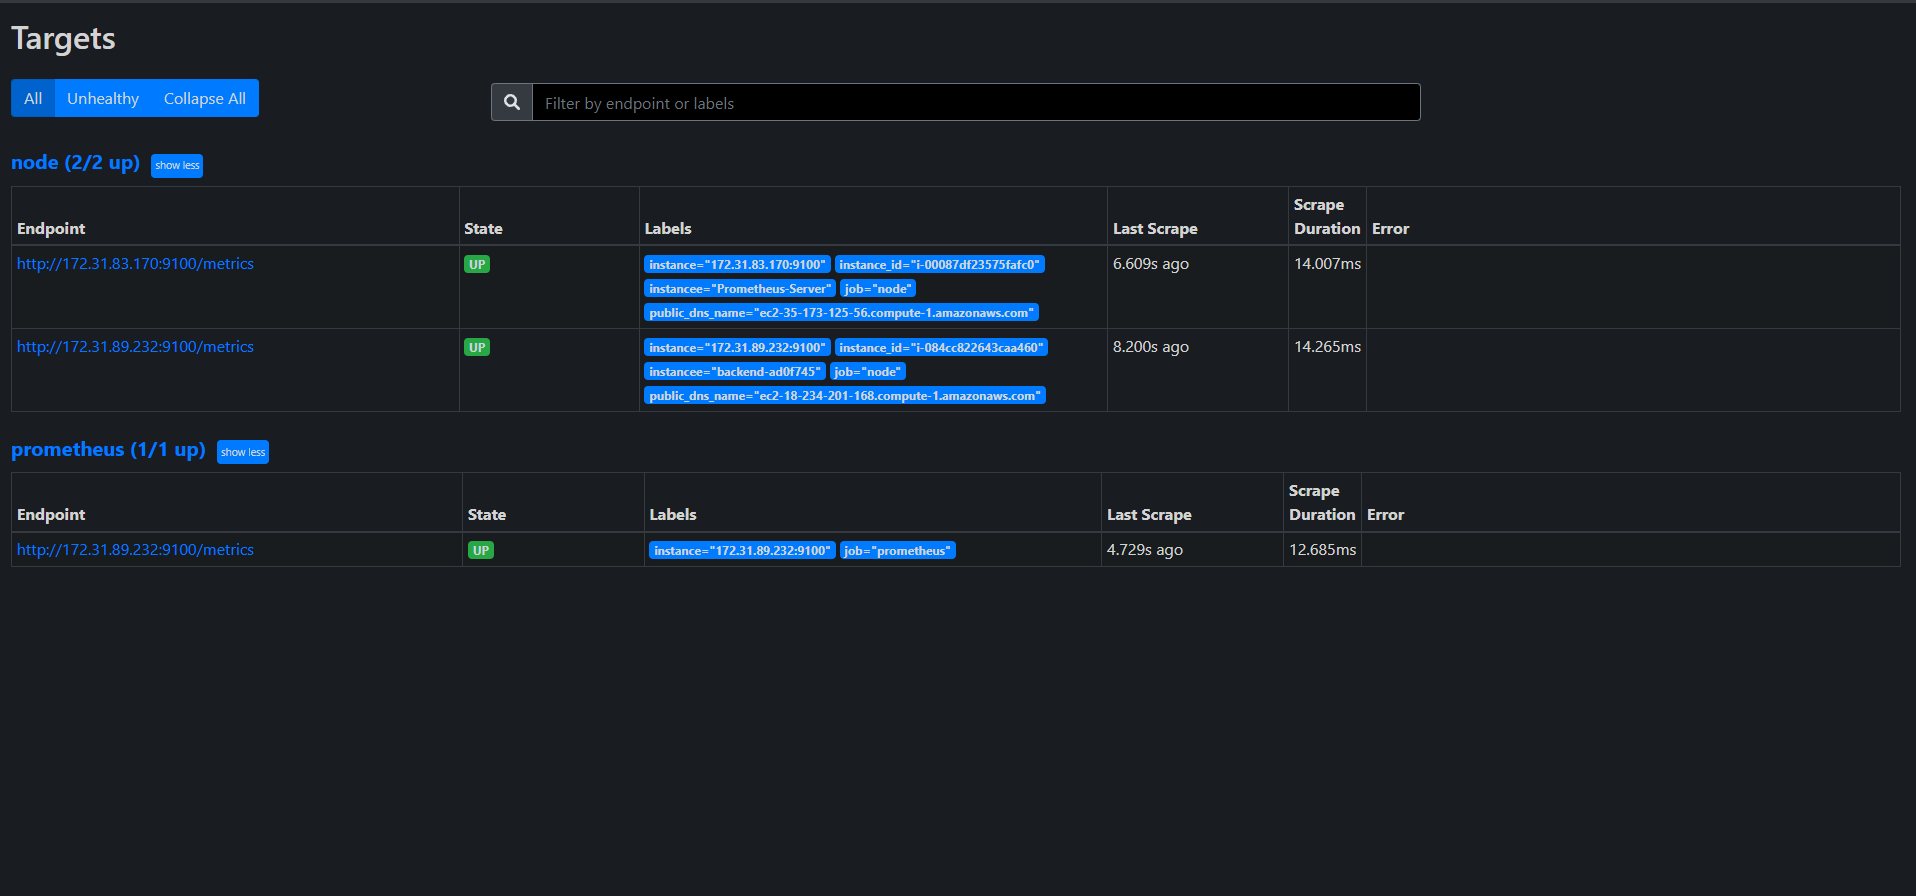 Targets
All Unhealthy Collapse All
Filter by endpoint or labels
node (2/2 up) show less
Endpoint State Labels Last Scrape Scrape Duration Error
http://172.31.83.170:9100/metrics UP instance="172.31.83.170:9100" instance_id="i-00087df23575fafc0" 6.609s ago 14.007ms
instancee="Prometheus-Server" job="node"
public_dns_name="ec2-35-173-125-56.compute-1.amazonaws.com"
http://172.31.89.232:9100/metrics UP instance="172.31.89.232:9100" instance_id="i-084cc822643caa460" 8.200s ago 14.265ms
instancee="backend-ad0f745" job="node"
public_dns_name="ec2-18-234-201-168.compute-1.amazonaws.com"
prometheus (1/1 up) show less
Endpoint State Labels Last Scrape Scrape Duration Error
http://172.31.89.232:9100/metrics UP instance="172.31.89.232:9100" job="prometheus" 4.729s ago 12.685ms